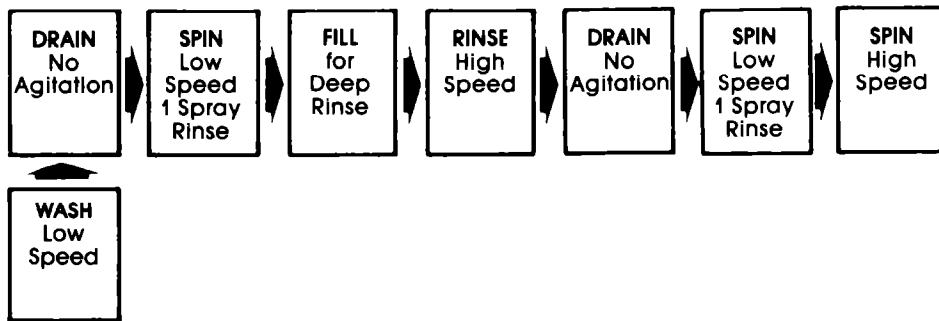 DRAIN
No
Agitation
SPIN
Low
Speed
1 Spray
Rinse
FILL
for
Deep
Rinse
RINSE
High
Speed
DRAIN
No
Agitation
SPIN
Low
Speed
1 Spray
Rinse
SPIN
High
Speed
WASH
Low
Speed